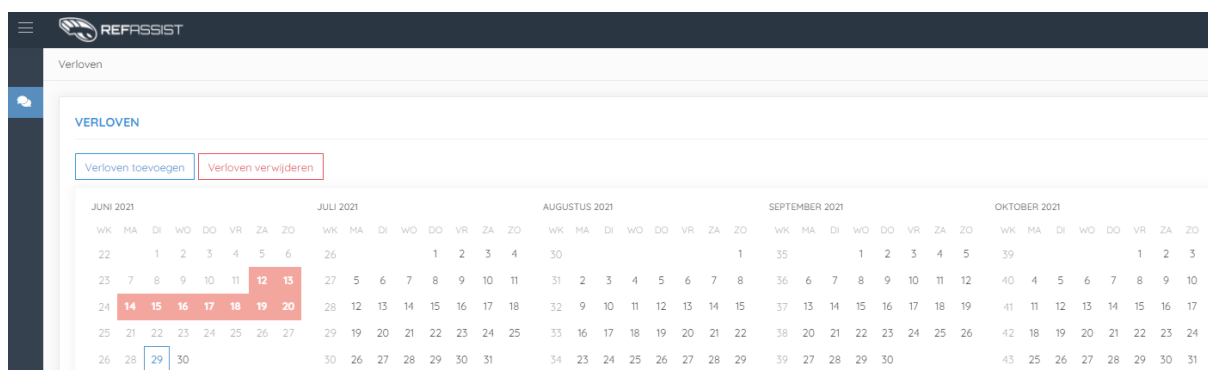 REFASSIST
Verloven
VERLOVEN
Verloven toevoegen Verloven verwijderen
JUNI 2021 JULI 2021 AUGUSTUS 2021 SEPTEMBER 2021 OKTOBER 2021
WK MA DI WO DO VR ZA ZO WK MA DI WO DO VR ZA ZO WK MA DI WO DO VR ZA ZO WK MA DI WO DO VR ZA ZO WK MA DI WO DO VR ZA ZO
22 1 2 3 4 5 6 26 1 2 3 4 30 1 35 1 2 3 4 5 39 1 2 3
23 7 8 9 10 11 12 13 27 5 6 7 8 9 10 11 31 2 3 4 5 6 7 8 36 6 7 8 9 10 11 12 40 4 5 6 7 8 9 10
24 14 15 16 17 18 19 20 28 12 13 14 15 16 17 18 32 9 10 11 12 13 14 15 37 13 14 15 16 17 18 19 41 11 12 13 14 15 16 17
25 21 22 23 24 25 26 27 29 19 20 21 22 23 24 25 33 16 17 18 19 20 21 22 38 20 21 22 23 24 25 26 42 18 19 20 21 22 23 24
26 28 29 30 30 26 27 28 29 30 31 34 23 24 25 26 27 28 29 39 27 28 29 30 43 25 26 27 28 29 30 31